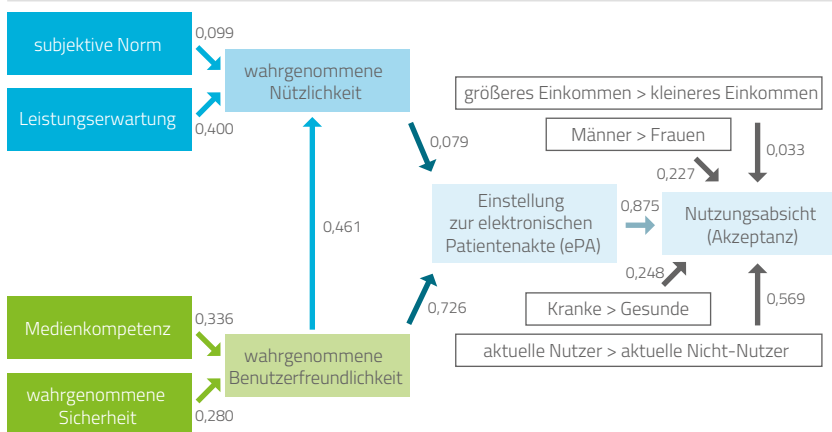 subjektive Norm
0,099
Leistungserwartung
0,400
wahrgenommene
Nützlichkeit
0,079
0,461
größeres Einkommen > kleineres Einkommen
Männer > Frauen
0,033
0,227
Einstellung
zur elektronischen
Patientenakte (ePA)
0,875
Nutzungsabsicht
(Akzeptanz)
0,248
Kranke > Gesunde
0,569
aktuelle Nutzer > aktuelle Nicht-Nutzer
0,726
Medienkompetenz
0,336
wahrgenommene
Sicherheit
0,280
wahrgenommene
Benutzerfreundlichkeit